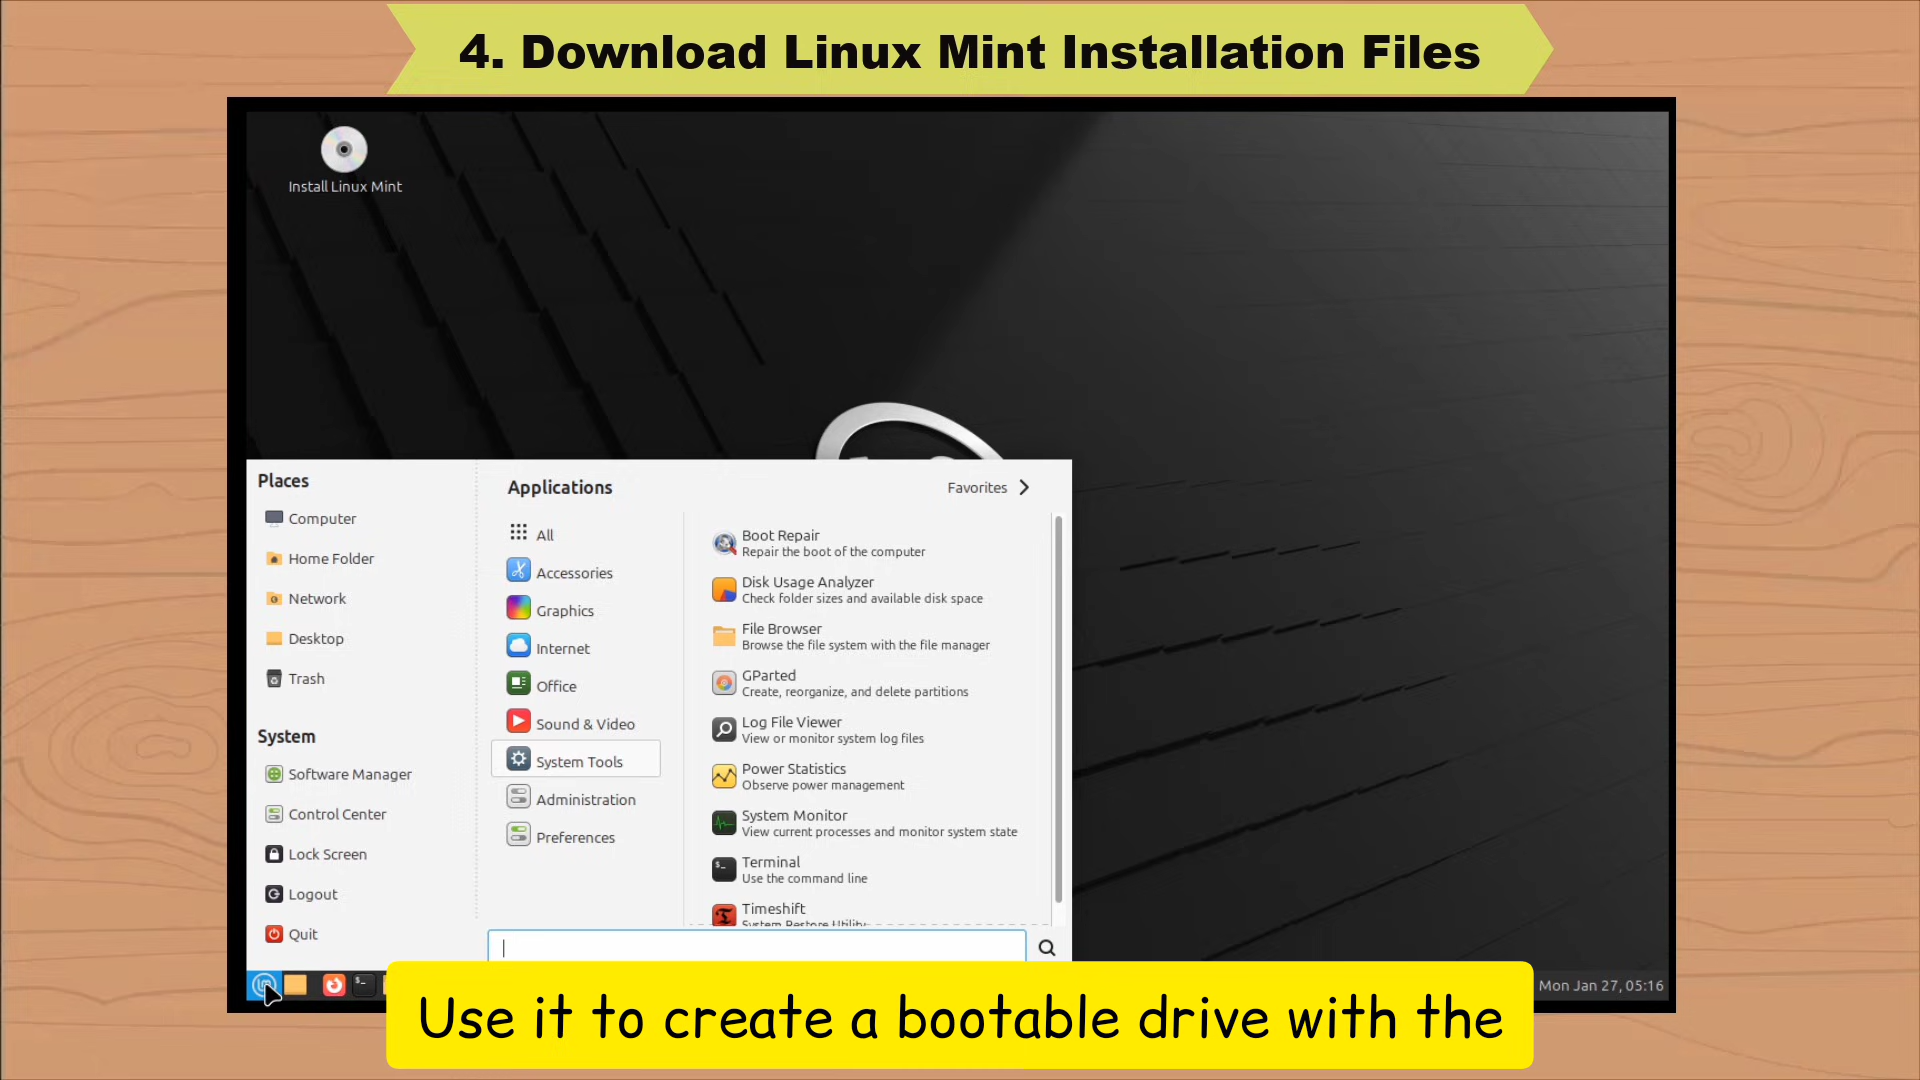 4. Download Linux Mint Installation Files
Install Linux Mint
Places
Computer
Home Folder
Network
Desktop
Trash
System
Software Manager
Control Center
Lock Screen
Logout
Quit
Applications
Favorites
All
Accessories
Graphics
Internet
Office
Sound & Video
System Tools
Administration
Preferences
Boot Repair
Repair the boot of the computer
Disk Usage Analyzer
Check folder sizes and available disk space
File Browser
Browse the file system with the file manager
GParted
Create, reorganize, and delete partitions
Log File Viewer
View or monitor system log files
Power Statistics
Observe power management
System Monitor
View current processes and monitor system state
Terminal
Use the command line
Timeshift
System Restore Utility
Mon Jan 27, 05:16
Use it to create a bootable drive with the